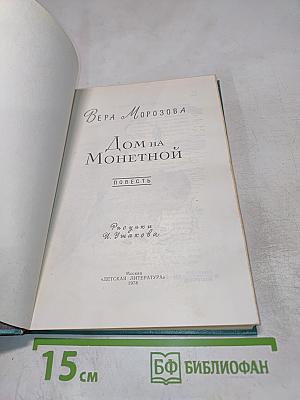 ВЕРА МОРОЗОВА
ДОМ НА
МОНЕТНОЙ
ПОВЕСТЬ
Рисунки
И. Ушакова
Москва
«ДЕТСКАЯ ЛИТЕРАТУРА»
1978
15 см
БФ БИБЛИОФАН